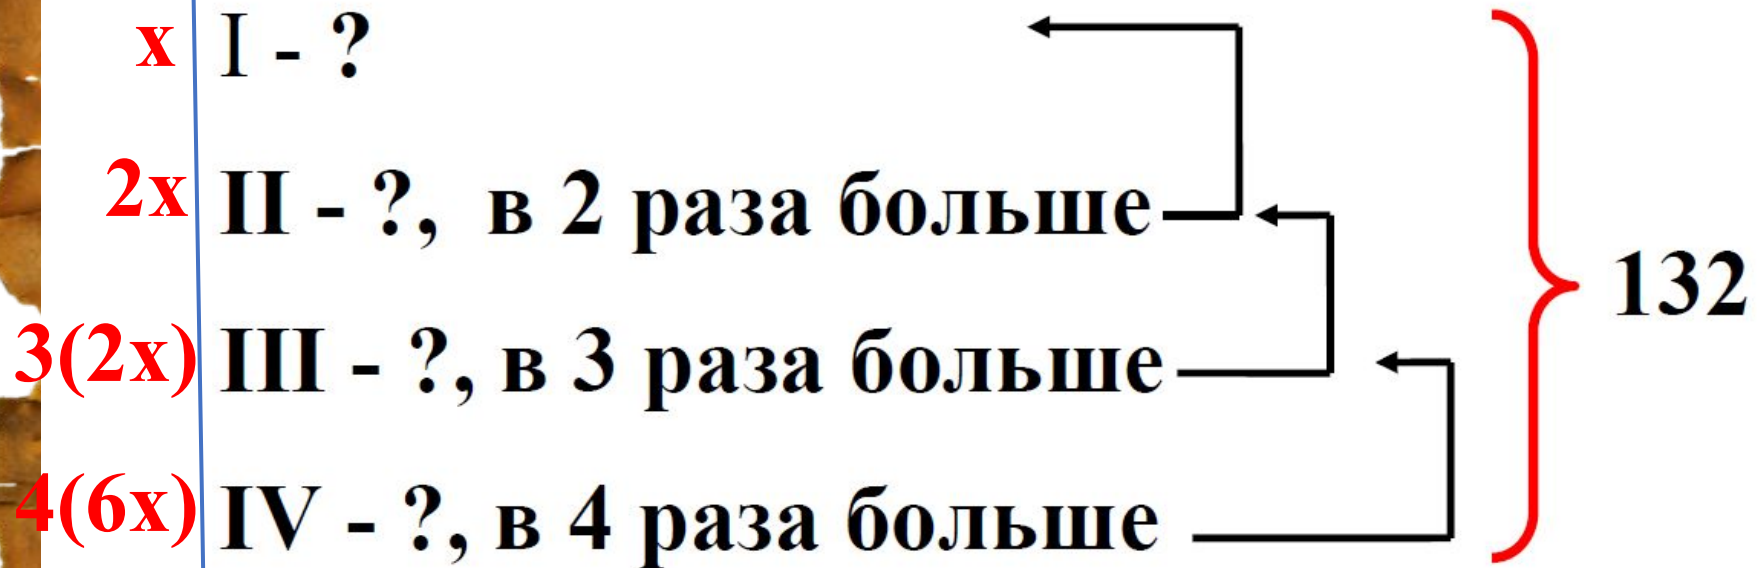 x I - ?
2x II - ?, в 2 раза больше
3(2x) III - ?, в 3 раза больше
132
4(6x) IV - ?, в 4 раза больше